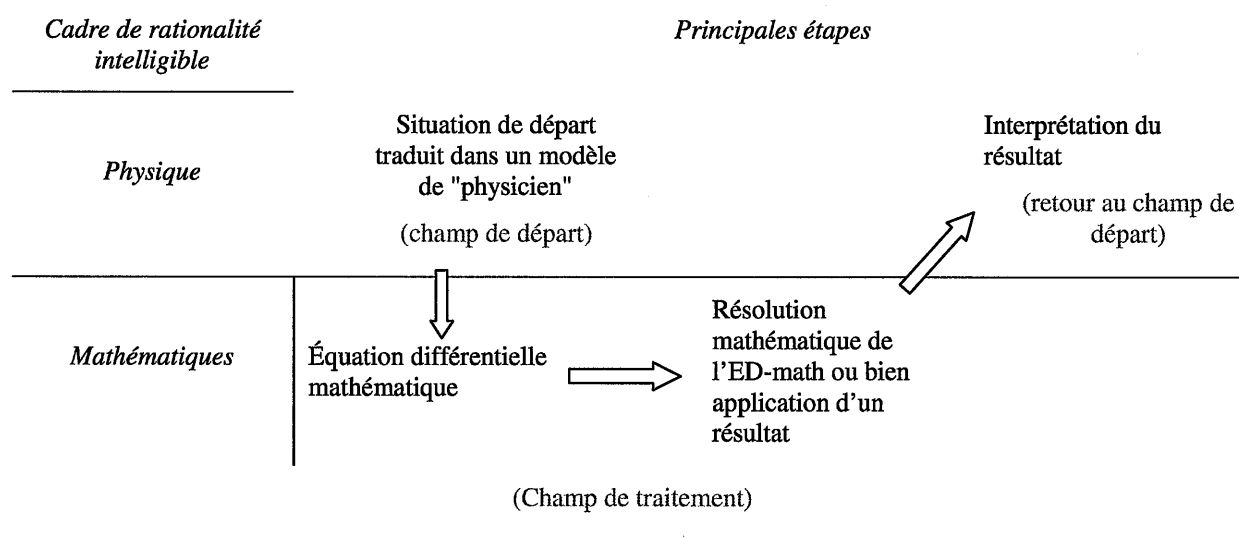 Cadre de rationalité
intelligible
Principales étapes
Physique
Situation de départ
traduit dans un modèle
de "physicien"
(champ de départ)
Interprétation du
résultat
(retour au champ de
départ)
Mathématiques
Équation différentielle
mathématique
Résolution
mathématique de
l'ED-math ou bien
application d'un
résultat
(Champ de traitement)